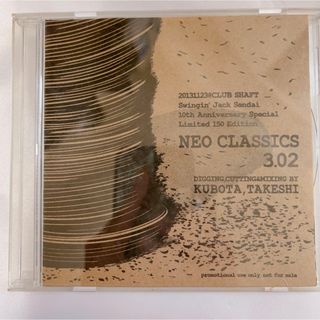 20131123@CLUB SHAFT
Swingin' Jack Sendai
10th Anniversary Special
Limited 150 Edition
NEO CLASSICS
3.02
DIGGING,CUTTING&MIXING BY
KUBOTA,TAKESHI
promotional use only not for sale